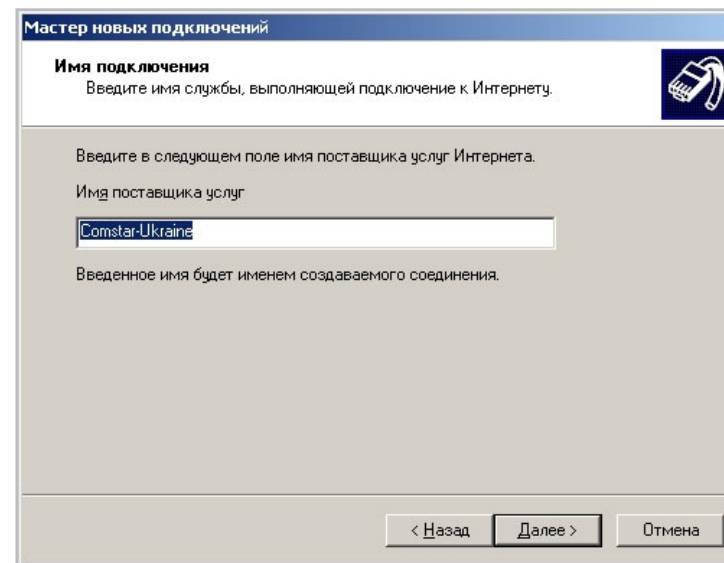 Мастер новых подключений
Имя подключения
Введите имя службы, выполняющей подключение к Интернету.
Введите в следующем поле имя поставщика услуг Интернета.
Имя поставщика услуг
Comstar-Ukraine
Введенное имя будет именем создаваемого соединения.
< Назад Далее > Отмена